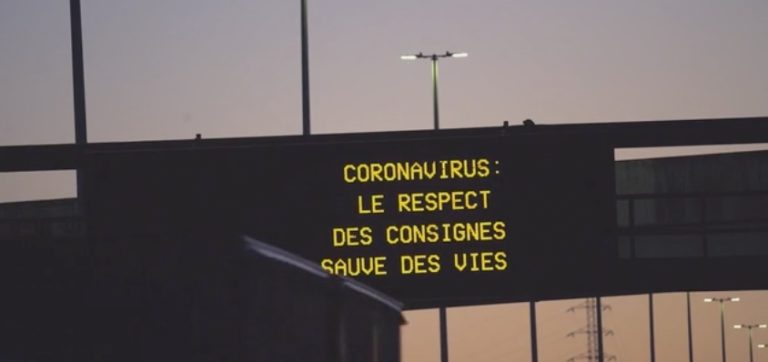 CORONAVIRUS:
LE RESPECT
DES CONSIGNES
SAUVE DES VIES